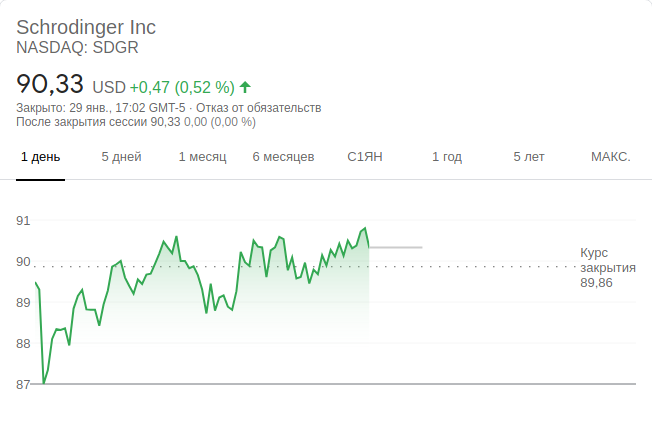 Schrodinger Inc
NASDAQ: SDGR
90,33 USD +0,47 (0,52 %)
Закрыто: 29 янв., 17:02 GMT-5 · Отказ от обязательств
После закрытия сессии 90,33 0,00 (0,00 %)
1 день 5 дней 1 месяц 6 месяцев С1ЯН 1 год 5 лет МАКС.
91
90
89
88
87
Курс
закрытия
89,86